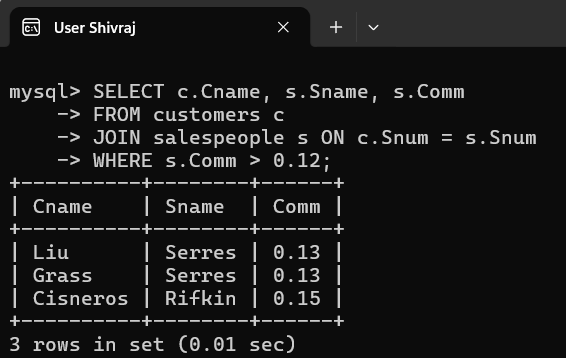 User Shivraj
mysql> SELECT c.Cname, s.Sname, s.Comm
    -> FROM customers c
    -> JOIN salespeople s ON c.Snum = s.Snum
    -> WHERE s.Comm > 0.12;
+----------+--------+------+
| Cname    | Sname  | Comm |
+----------+--------+------+
| Liu      | Serres | 0.13 |
| Grass    | Serres | 0.13 |
| Cisneros | Rifkin | 0.15 |
+----------+--------+------+
3 rows in set (0.01 sec)